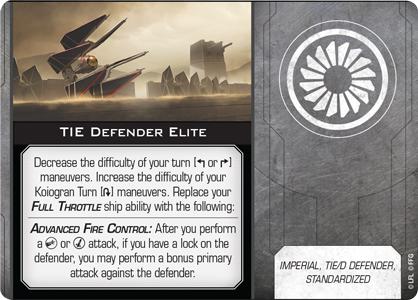 TIE Defender Elite
Decrease the difficulty of your turn [↰ or ↱]
maneuvers. Increase the difficulty of your
Koiogran Turn [] maneuvers. Replace your
Full Throttle ship ability with the following:
Advanced Fire Control: After you perform
a or attack, if you have a lock on the
defender, you may perform a bonus primary
attack against the defender.
IMPERIAL, TIE/D DEFENDER,
STANDARDIZED
©LFL ©FFG